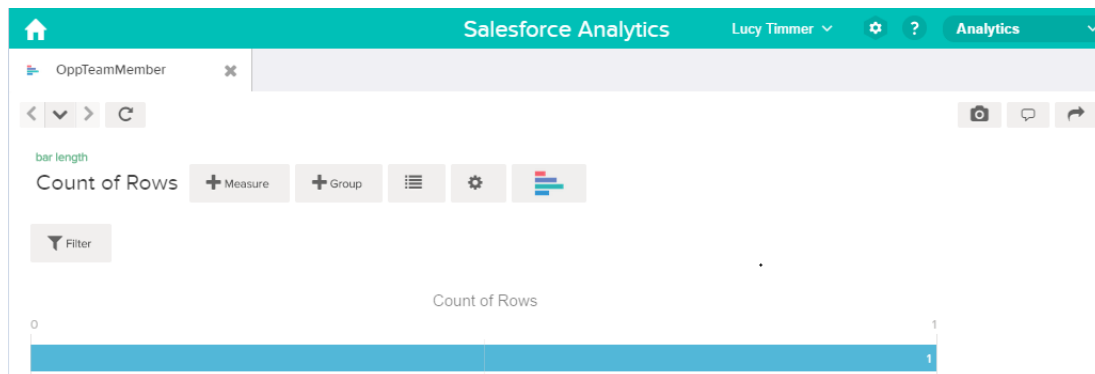 Salesforce Analytics Lucy Timmer ? Analytics
OppTeamMember
bar length
Count of Rows + Measure + Group
Filter
Count of Rows
0 1
1